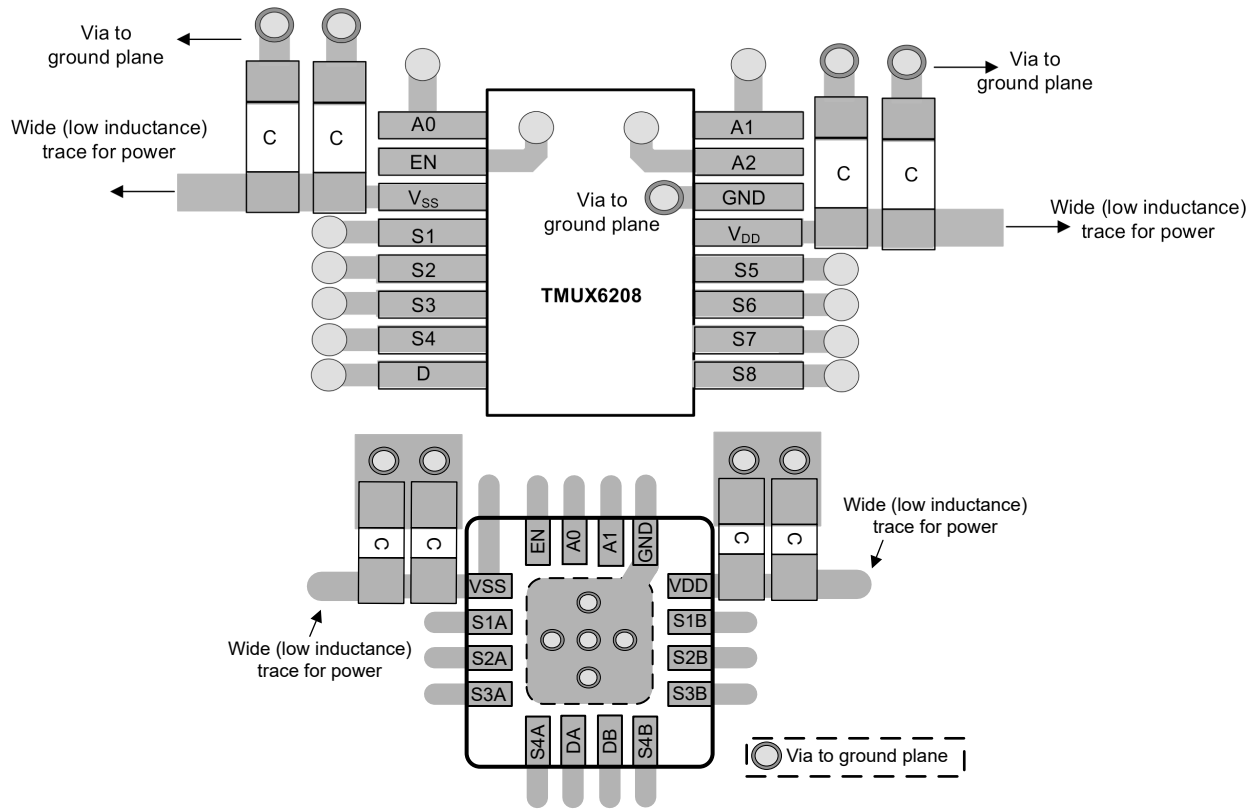 Via to
ground plane
Via to
ground plane
Wide (low inductance)
trace for power
C
C
C
C
A0
EN
VSS
S1
S2
S3
S4
D
A1
A2
GND
VDD
S5
S6
S7
S8
Via to
ground plane
TMUX6208
Wide (low inductance)
trace for power
C
C
C
C
EN
A0
A1
GND
VSS
S1A
S2A
S3A
VDD
S1B
S2B
S3B
S4A
DA
DB
S4B
Wide (low inductance)
trace for power
Wide (low inductance)
trace for power
Via to ground plane